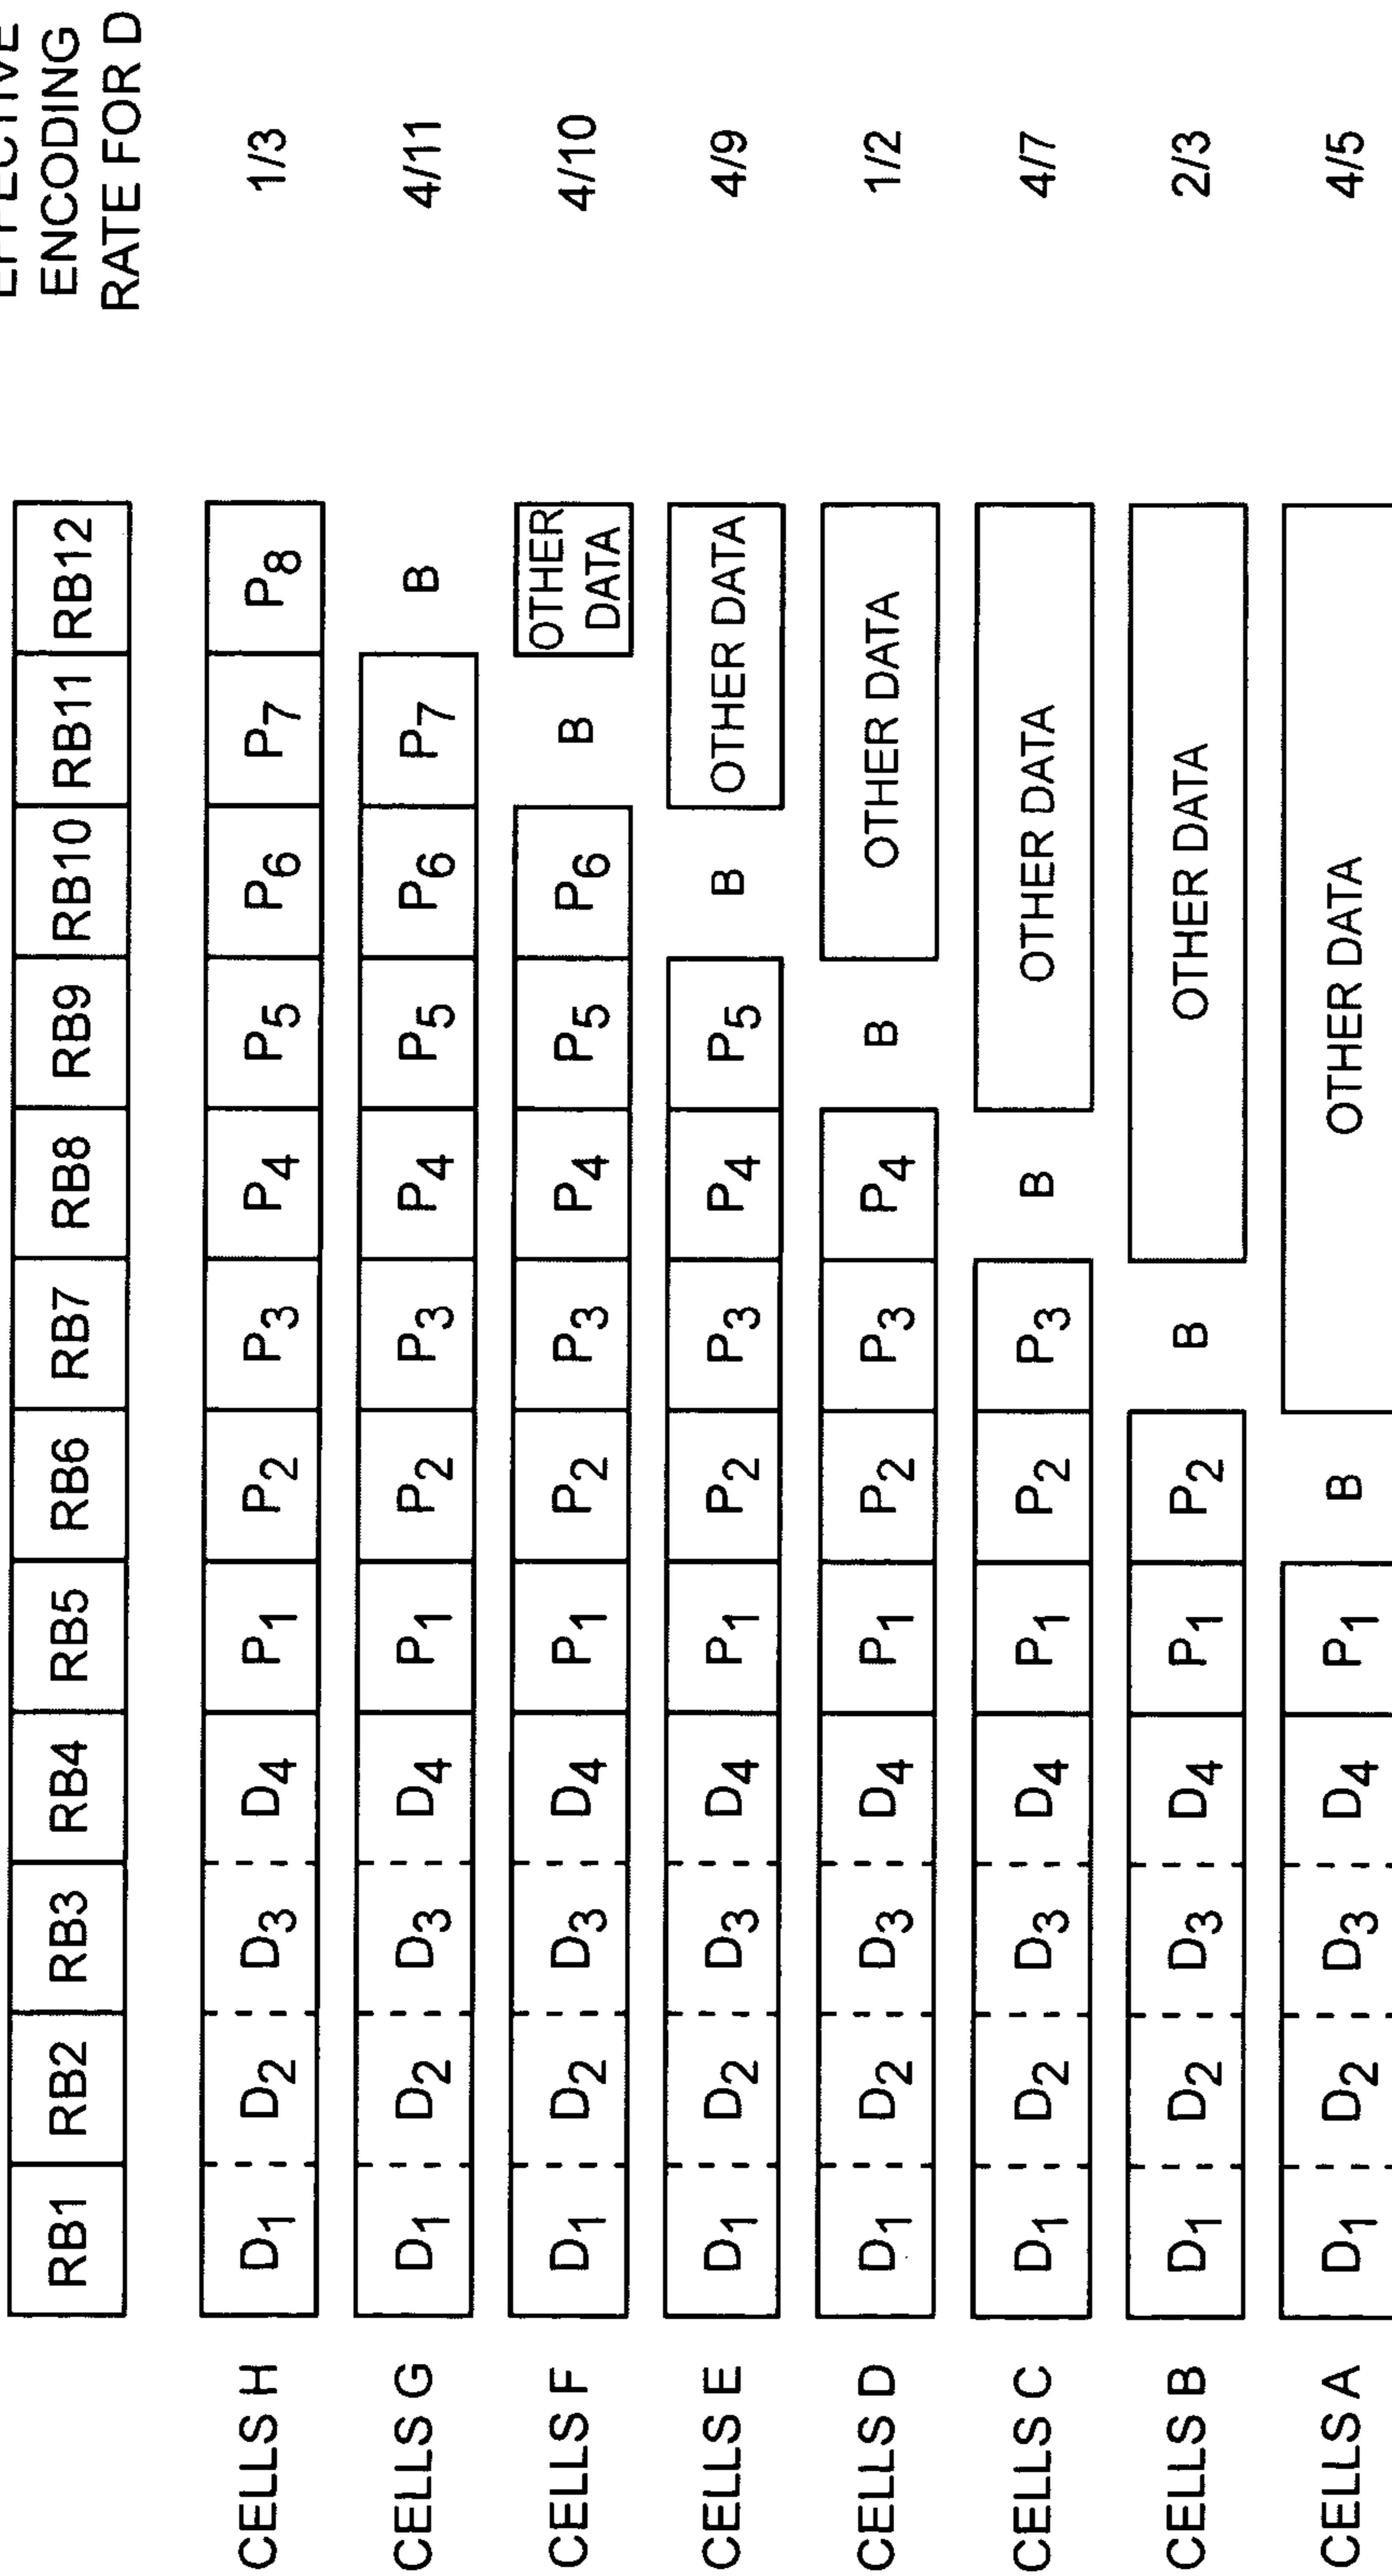 EFFECTIVE
ENCODING
RATE FOR D
RB1 RB2 RB3 RB4 RB5 RB6 RB7 RB8 RB9 RB10 RB11 RB12
CELLS H D1 D2 D3 D4 P1 P2 P3 P4 P5 P6 P7 P8 1/3
CELLS G D1 D2 D3 D4 P1 P2 P3 P4 P5 P6 P7 B 4/11
CELLS F D1 D2 D3 D4 P1 P2 P3 P4 P5 P6 B OTHER DATA 4/10
CELLS E D1 D2 D3 D4 P1 P2 P3 P4 P5 B OTHER DATA 4/9
CELLS D D1 D2 D3 D4 P1 P2 P3 P4 B OTHER DATA 1/2
CELLS C D1 D2 D3 D4 P1 P2 P3 B OTHER DATA 4/7
CELLS B D1 D2 D3 D4 P1 P2 B OTHER DATA 2/3
CELLS A D1 D2 D3 D4 P1 B OTHER DATA 4/5